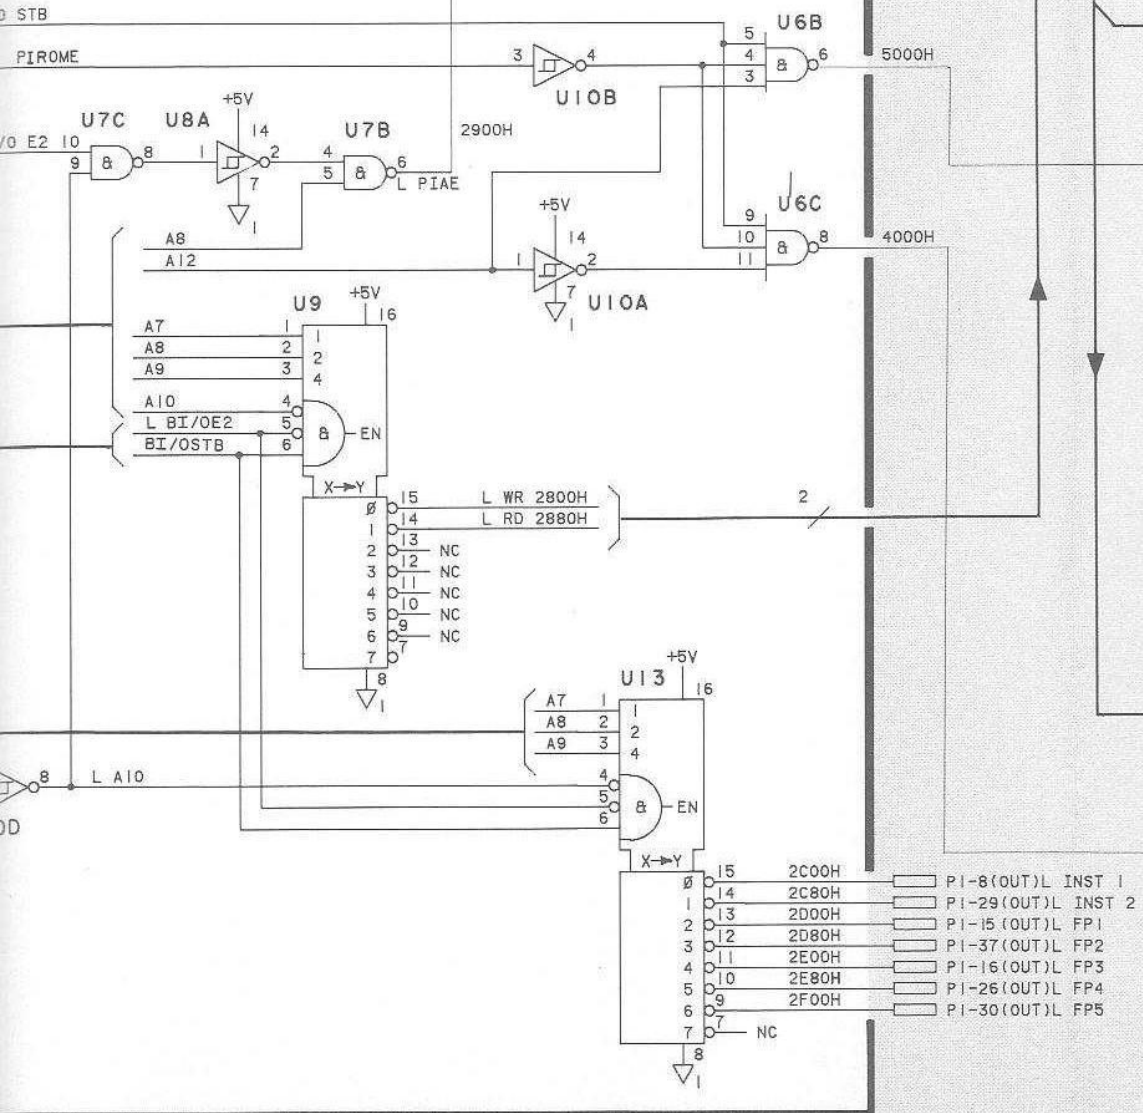 O STB
U6B
5
4
3
&
6
5000H
PIROME
3
4
U10B
+5V
U7C
U8A
14
U7B
2900H
/O E2
10
9
&
8
1
2
7
1
4
5
&
6
L PIAE
A8
A12
+5V
14
1
2
7
1
U10A
U6C
9
10
11
&
8
4000H
U9
+5V
16
A7 1 1
A8 2 2
A9 3 4
A10 4
L BI/OE2 5
BI/OSTB 6
& EN
X→Y
Ø 15 L WR 2800H
1 14 L RD 2880H
2
2 13 NC
3 12 NC
4 11 NC
5 10 NC
6 9 NC
7 7
8
1
U13
+5V
16
A7 1 1
A8 2 2
A9 3 4
8 L A10 4
5
6
& EN
OD
X→Y
Ø 15 2C00H P1-8(OUT)L INST 1
1 14 2C80H P1-29(OUT)L INST 2
2 13 2D00H P1-15(OUT)L FP1
3 12 2D80H P1-37(OUT)L FP2
4 11 2E00H P1-16(OUT)L FP3
5 10 2E80H P1-26(OUT)L FP4
6 9 2F00H P1-30(OUT)L FP5
7 7 NC
8
1